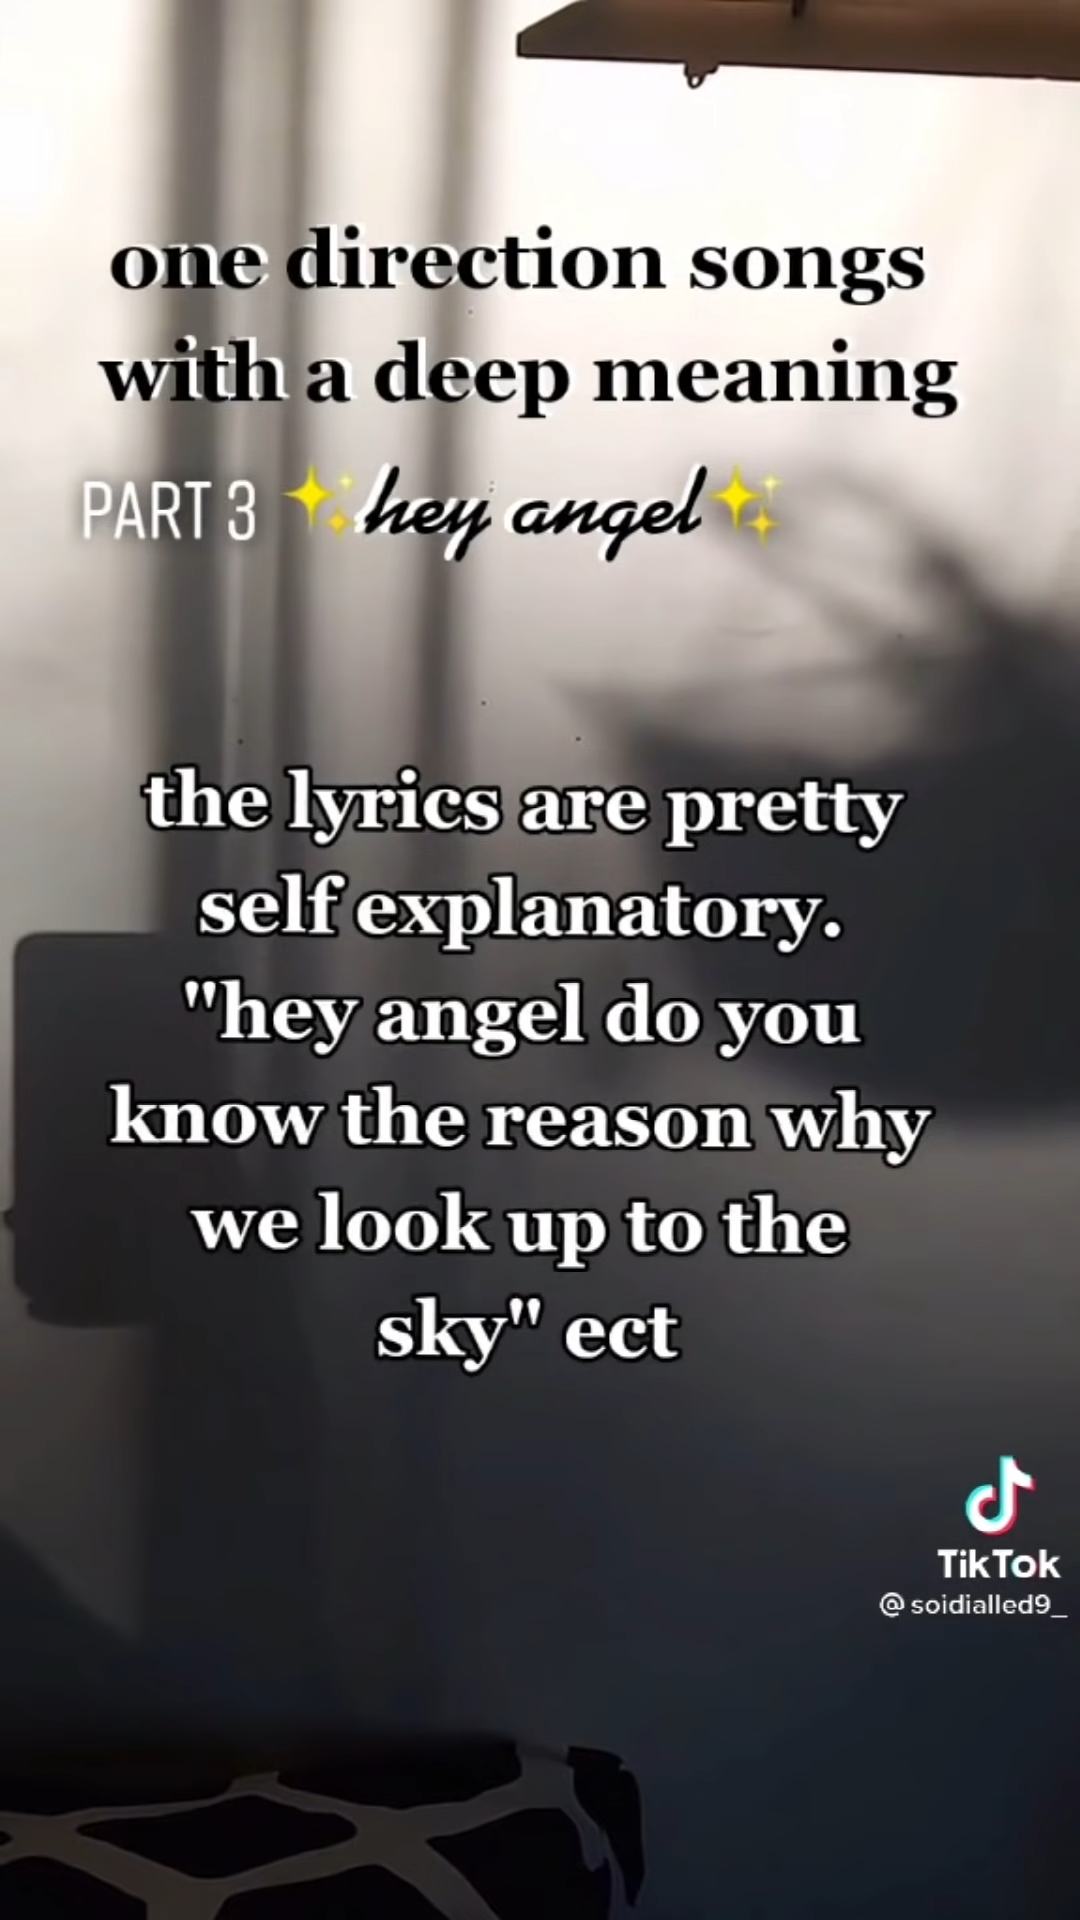 one direction songs
with a deep meaning
PART 3 ✨hey angel✨
the lyrics are pretty
self explanatory.
"hey angel do you
know the reason why
we look up to the
sky" ect
TikTok
@soidialled9_